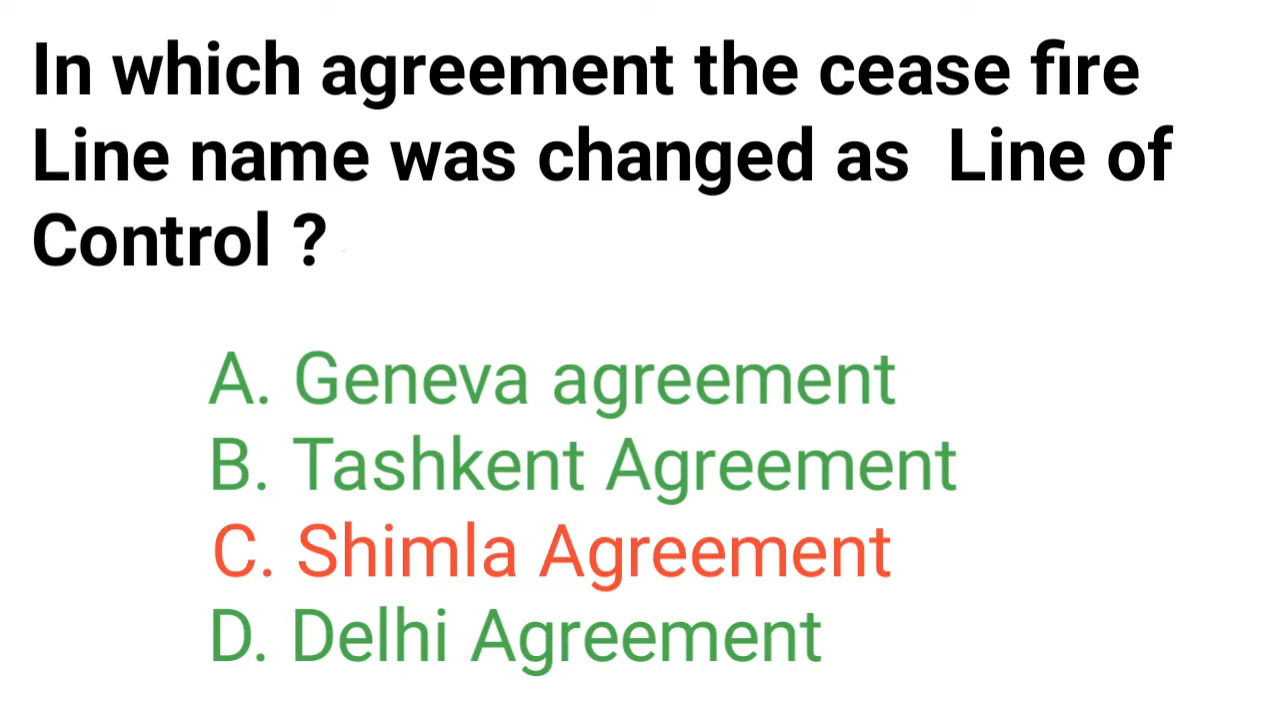 In which agreement the cease fire
Line name was changed as  Line of
Control ?
A. Geneva agreement
B. Tashkent Agreement
C. Shimla Agreement
D. Delhi Agreement